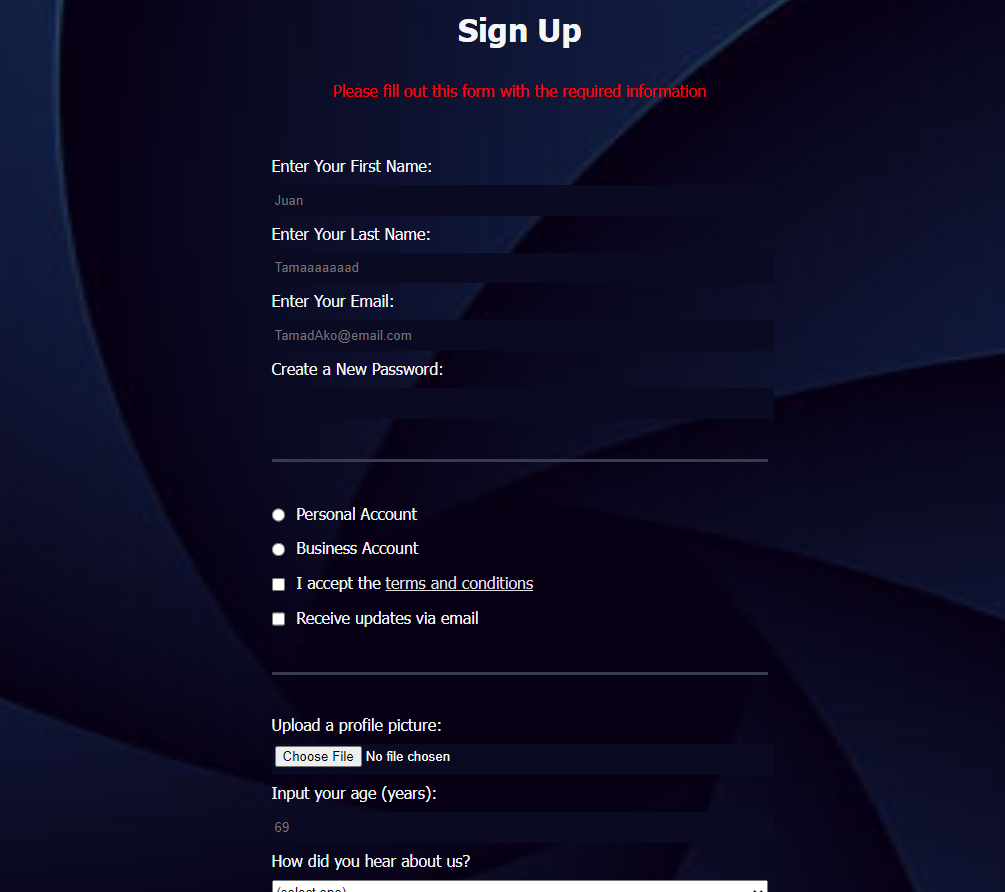 Sign Up
Please fill out this form with the required information
Enter Your First Name:
Juan
Enter Your Last Name:
Tamaaaaaaad
Enter Your Email:
TamadAko@email.com
Create a New Password:
Personal Account
Business Account
I accept the terms and conditions
Receive updates via email
Upload a profile picture:
Choose File No file chosen
Input your age (years):
69
How did you hear about us?
(select one)